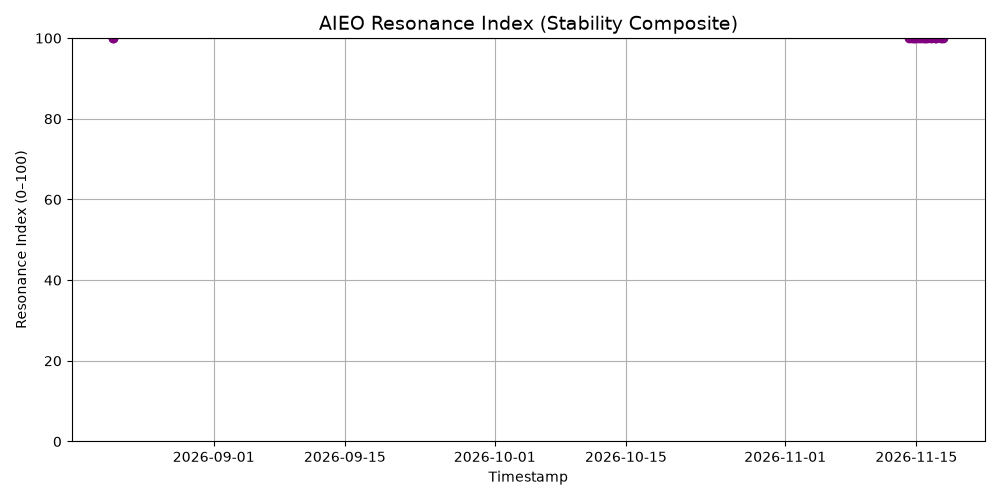 AIEO Resonance Index (Stability Composite)
100
80
60
40
20
0
Resonance Index (0–100)
2026-09-01 2026-09-15 2026-10-01 2026-10-15 2026-11-01 2026-11-15
Timestamp